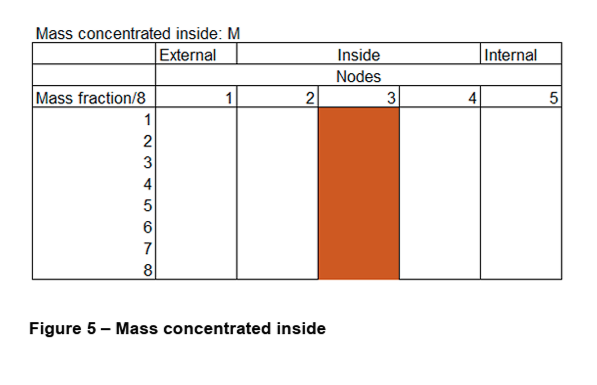 Mass concentrated inside: M
External Inside Internal
Nodes
Mass fraction/8 1 2 3 4 5
1
2
3
4
5
6
7
8
Figure 5 – Mass concentrated inside